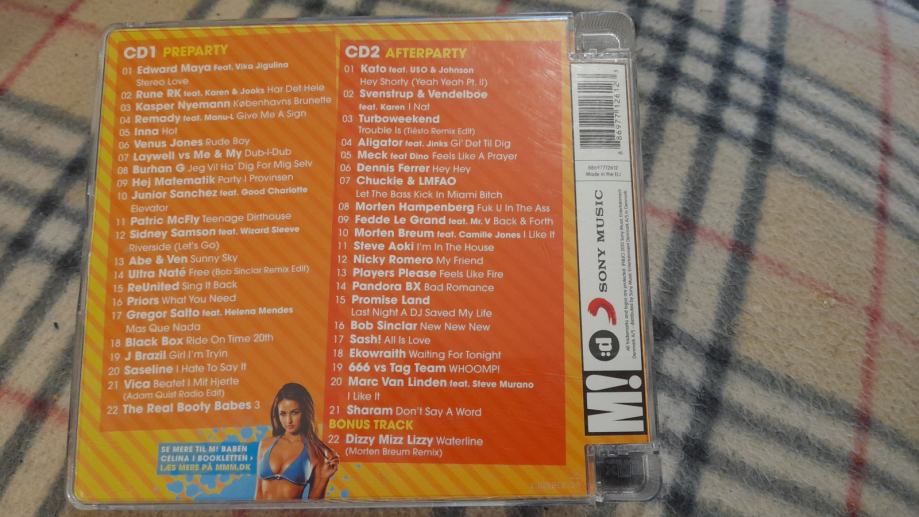 CD1 PREPARTY
01 Edward Maya feat. Vika Jigulina
Stereo Love
02 Rune RK feat. Karen & Jooks Har Det Hele
03 Kasper Nyemann Københavns Brunette
04 Remady feat. Manu-L Give Me A Sign
05 Inna Hot
06 Venus Jones Rude Boy
07 Laywell vs Me & My Dub-I-Dub
08 Burhan G Jeg Vil Ha' Dig For Mig Selv
09 Hej Matematik Party I Provinsen
10 Junior Sanchez feat. Good Charlotte
Elevator
11 Patric McFly Teenage Dirthouse
12 Sidney Samson feat. Wizard Sleeve
Riverside (Let's Go)
13 Abe & Ven Sunny Sky
14 Ultra Naté Free (Bob Sinclar Remix Edit)
15 ReUnited Sing It Back
16 Priors What You Need
17 Gregor Salto feat. Helena Mendes
Mas Que Nada
18 Black Box Ride On Time 20th
19 J Brazil Girl I'm Tryin
20 Saseline I Hate To Say It
21 Vica Beatet I Mit Hjerte
(Adam Quist Radio Edit)
22 The Real Booty Babes 3
SE MERE TIL M! BABEN
CELINA I BOOKLETTEN
LÆS MERE PÅ MMM.DK
CD2 AFTERPARTY
01 Kato feat. USO & Johnson
Hey Shorty (Yeah Yeah Pt. II)
02 Svenstrup & Vendelboe
feat. Karen I Nat
03 Turboweekend
Trouble Is (Tiësto Remix Edit)
04 Aligator feat. Jinks Gi' Det Til Dig
05 Meck feat Dino Feels Like A Prayer
06 Dennis Ferrer Hey Hey
07 Chuckie & LMFAO
Let The Bass Kick In Miami Bitch
08 Morten Hampenberg Fuk U In The Ass
09 Fedde Le Grand feat. Mr. V Back & Forth
10 Morten Breum feat. Camille Jones I Like It
11 Steve Aoki I'm In The House
12 Nicky Romero My Friend
13 Players Please Feels Like Fire
14 Pandora BX Bad Romance
15 Promise Land
Last Night A DJ Saved My Life
16 Bob Sinclar New New New
17 Sash! All Is Love
18 Ekowraith Waiting For Tonight
19 666 vs Tag Team WHOOMP!
20 Marc Van Linden feat. Steve Murano
I Like It
21 Sharam Don't Say A Word
BONUS TRACK
22 Dizzy Mizz Lizzy Waterline
(Morten Breum Remix)
88697712612
Made in the EU
SONY MUSIC
:d
M!